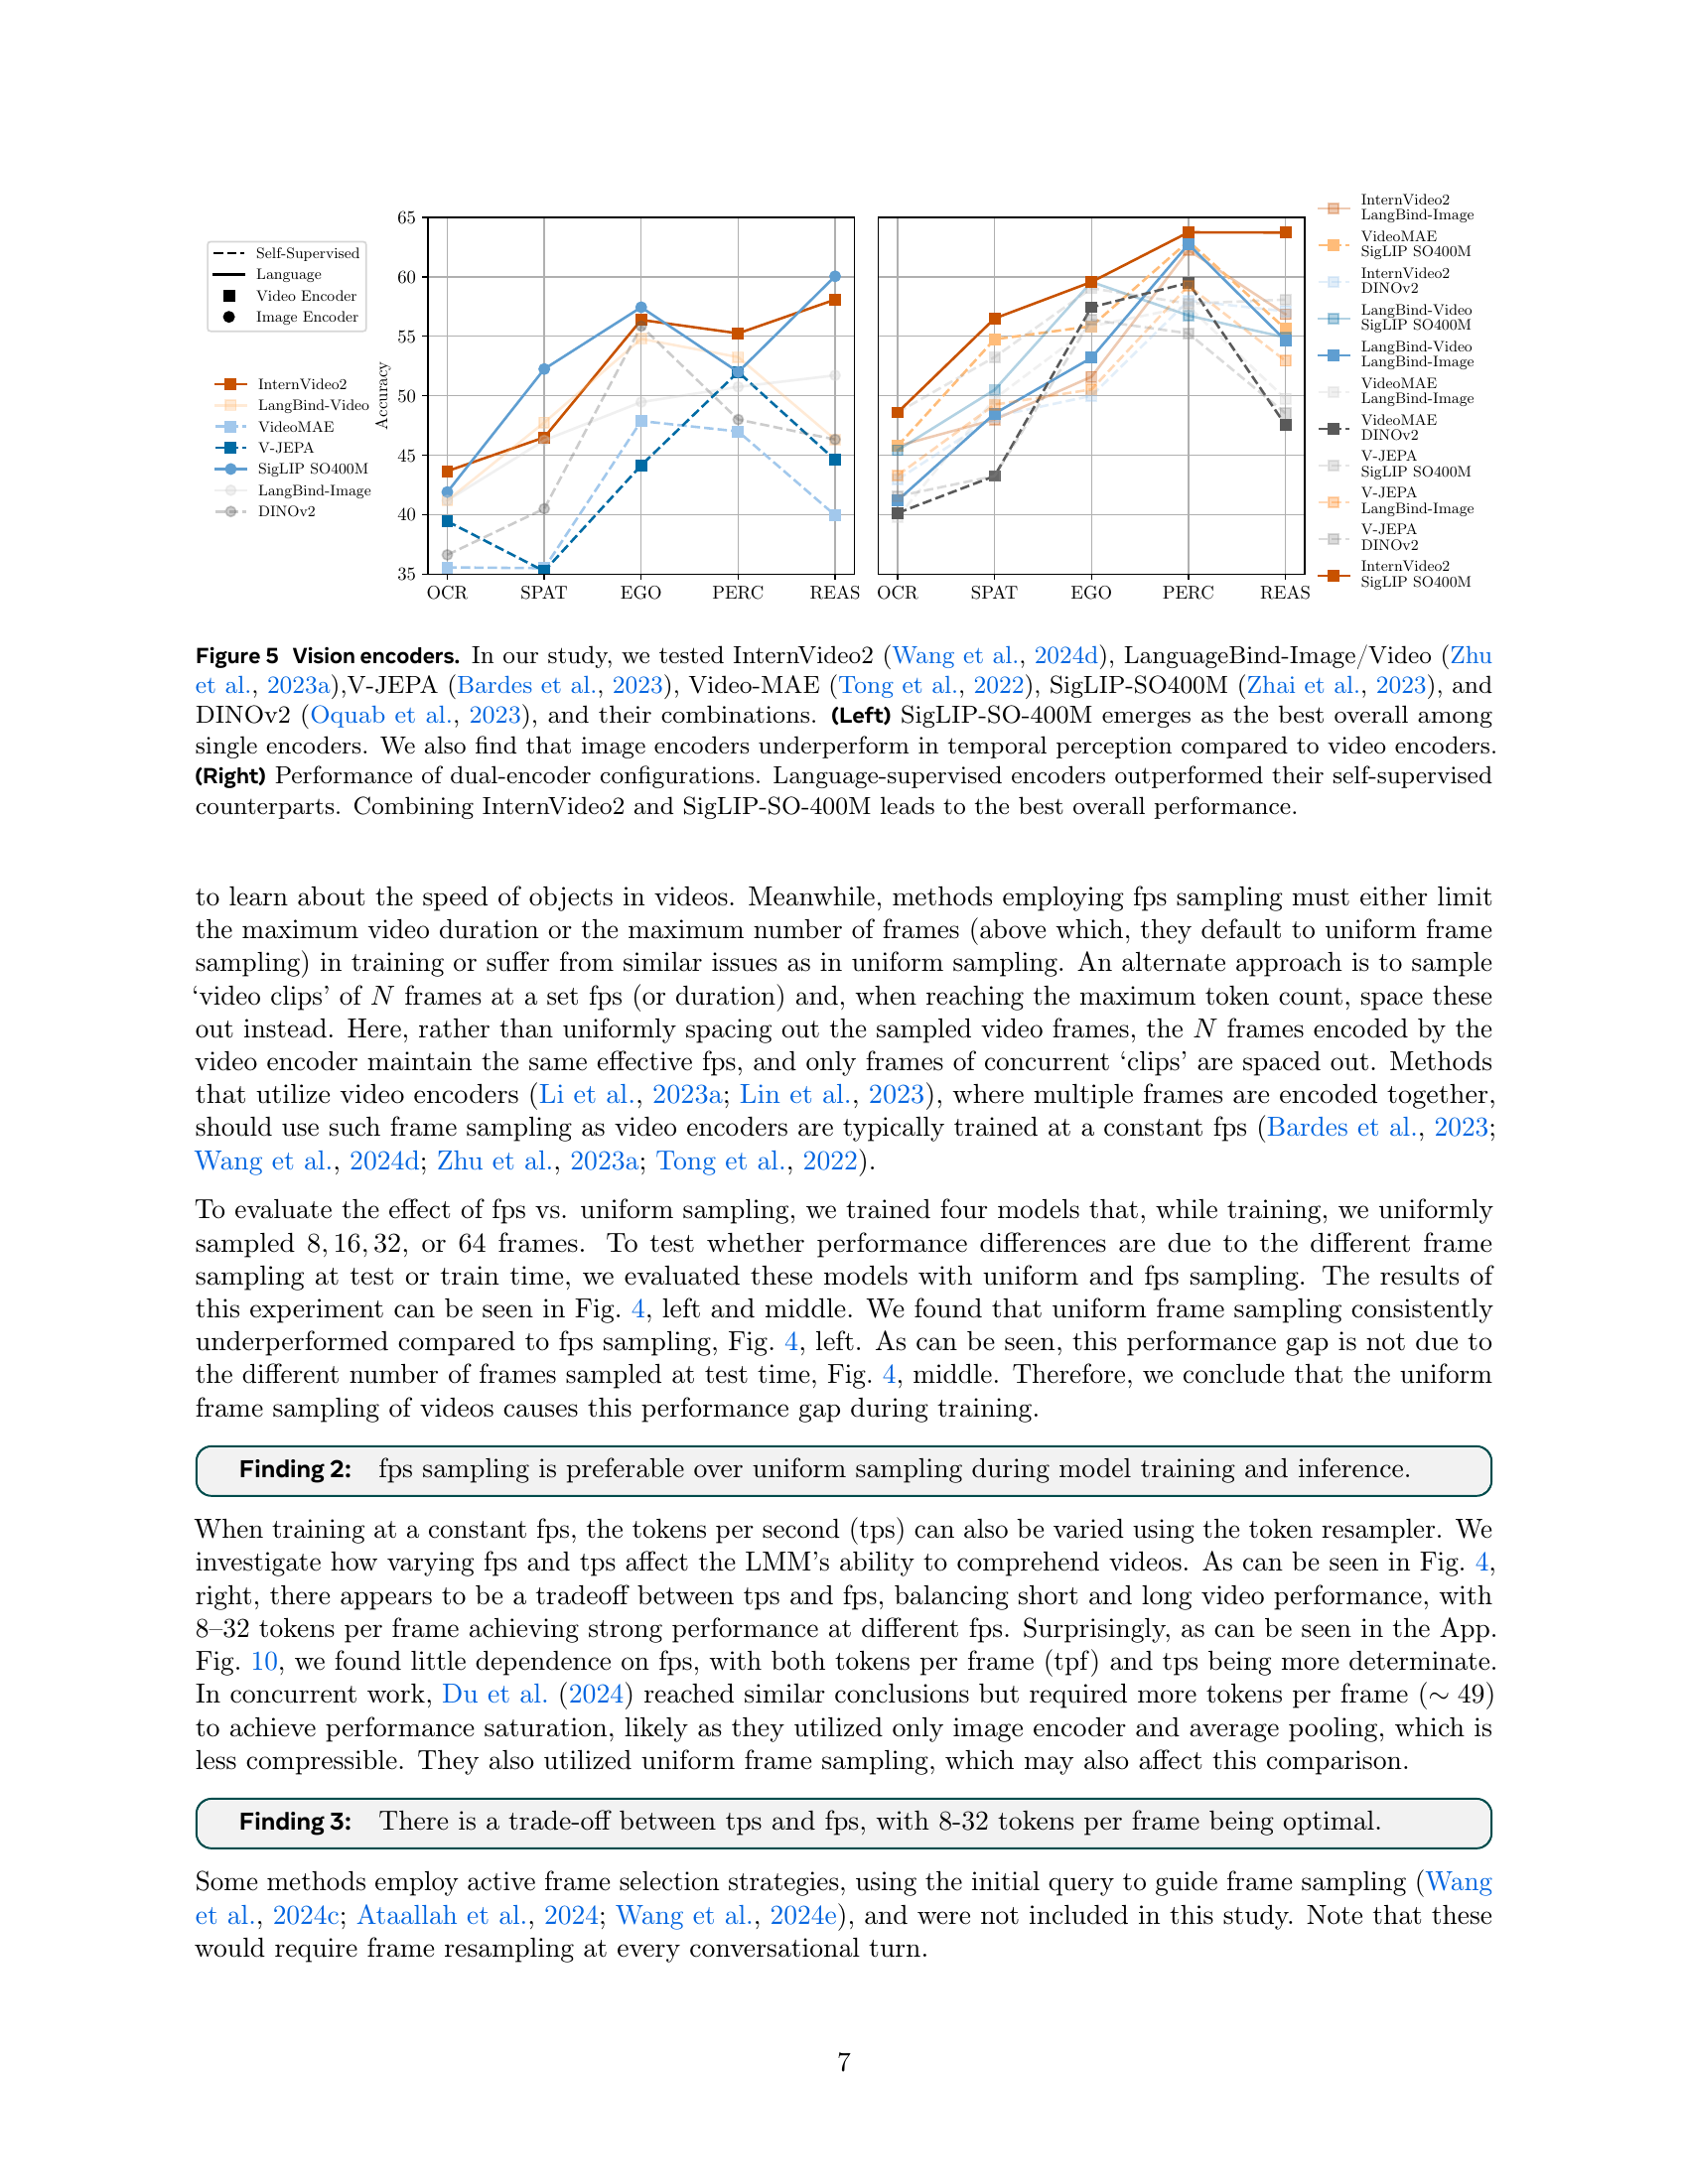 Self-Supervised
Language
Video Encoder
Image Encoder
InternVideo2
LangBind-Video
VideoMAE
V-JEPA
SigLIP SO400M
LangBind-Image
DINOv2
Accuracy
65
60
55
50
45
40
35
OCR SPAT EGO PERC REAS
OCR SPAT EGO PERC REAS
InternVideo2
LangBind-Image
VideoMAE
SigLIP SO400M
InternVideo2
DINOv2
LangBind-Video
SigLIP SO400M
LangBind-Video
LangBind-Image
VideoMAE
LangBind-Image
VideoMAE
DINOv2
V-JEPA
SigLIP SO400M
V-JEPA
LangBind-Image
V-JEPA
DINOv2
InternVideo2
SigLIP SO400M
Figure 5 Vision encoders. In our study, we tested InternVideo2 (Wang et al., 2024d), LanguageBind-Image/Video (Zhu
et al., 2023a),V-JEPA (Bardes et al., 2023), Video-MAE (Tong et al., 2022), SigLIP-SO400M (Zhai et al., 2023), and
DINOv2 (Oquab et al., 2023), and their combinations. (Left) SigLIP-SO-400M emerges as the best overall among
single encoders. We also find that image encoders underperform in temporal perception compared to video encoders.
(Right) Performance of dual-encoder configurations. Language-supervised encoders outperformed their self-supervised
counterparts. Combining InternVideo2 and SigLIP-SO-400M leads to the best overall performance.
to learn about the speed of objects in videos. Meanwhile, methods employing fps sampling must either limit
the maximum video duration or the maximum number of frames (above which, they default to uniform frame
sampling) in training or suffer from similar issues as in uniform sampling. An alternate approach is to sample
‘video clips’ of N frames at a set fps (or duration) and, when reaching the maximum token count, space these
out instead. Here, rather than uniformly spacing out the sampled video frames, the N frames encoded by the
video encoder maintain the same effective fps, and only frames of concurrent ‘clips’ are spaced out. Methods
that utilize video encoders (Li et al., 2023a; Lin et al., 2023), where multiple frames are encoded together,
should use such frame sampling as video encoders are typically trained at a constant fps (Bardes et al., 2023;
Wang et al., 2024d; Zhu et al., 2023a; Tong et al., 2022).
To evaluate the effect of fps vs. uniform sampling, we trained four models that, while training, we uniformly
sampled 8, 16, 32, or 64 frames. To test whether performance differences are due to the different frame
sampling at test or train time, we evaluated these models with uniform and fps sampling. The results of
this experiment can be seen in Fig. 4, left and middle. We found that uniform frame sampling consistently
underperformed compared to fps sampling, Fig. 4, left. As can be seen, this performance gap is not due to
the different number of frames sampled at test time, Fig. 4, middle. Therefore, we conclude that the uniform
frame sampling of videos causes this performance gap during training.
Finding 2: fps sampling is preferable over uniform sampling during model training and inference.
When training at a constant fps, the tokens per second (tps) can also be varied using the token resampler. We
investigate how varying fps and tps affect the LMM’s ability to comprehend videos. As can be seen in Fig. 4,
right, there appears to be a tradeoff between tps and fps, balancing short and long video performance, with
8–32 tokens per frame achieving strong performance at different fps. Surprisingly, as can be seen in the App.
Fig. 10, we found little dependence on fps, with both tokens per frame (tpf) and tps being more determinate.
In concurrent work, Du et al. (2024) reached similar conclusions but required more tokens per frame (∼ 49)
to achieve performance saturation, likely as they utilized only image encoder and average pooling, which is
less compressible. They also utilized uniform frame sampling, which may also affect this comparison.
Finding 3: There is a trade-off between tps and fps, with 8-32 tokens per frame being optimal.
Some methods employ active frame selection strategies, using the initial query to guide frame sampling (Wang
et al., 2024c; Ataallah et al., 2024; Wang et al., 2024e), and were not included in this study. Note that these
would require frame resampling at every conversational turn.
7